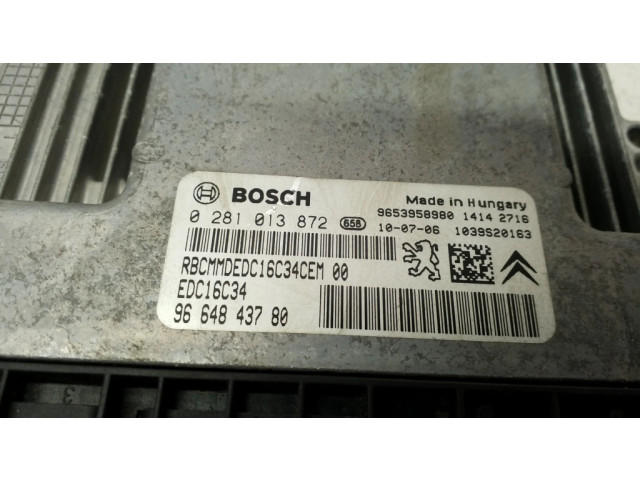 BOSCH
Made in Hungary
9653958980 1414 2716
0 281 013 872 658 10-07-06 1039S20163
RBCMMDEDC16C34CEM 00
EDC16C34
96 648 437 80